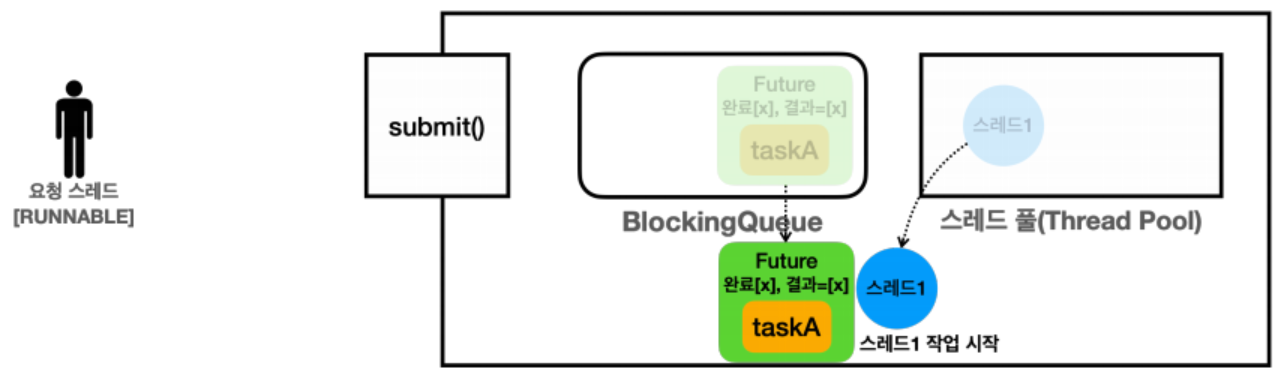 요청 스레드
[RUNNABLE]
submit()
Future
완료[x], 결과=[x]
taskA
BlockingQueue
스레드1
스레드 풀(Thread Pool)
Future
완료[x], 결과=[x]
taskA
스레드1
스레드1 작업 시작